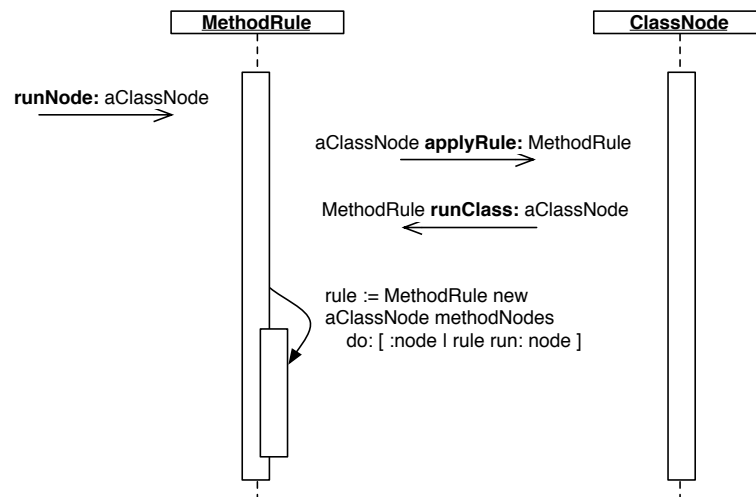 MethodRule
ClassNode
runNode: aClassNode
aClassNode applyRule: MethodRule
MethodRule runClass: aClassNode
rule := MethodRule new
aClassNode methodNodes
do: [ :node | rule run: node ]